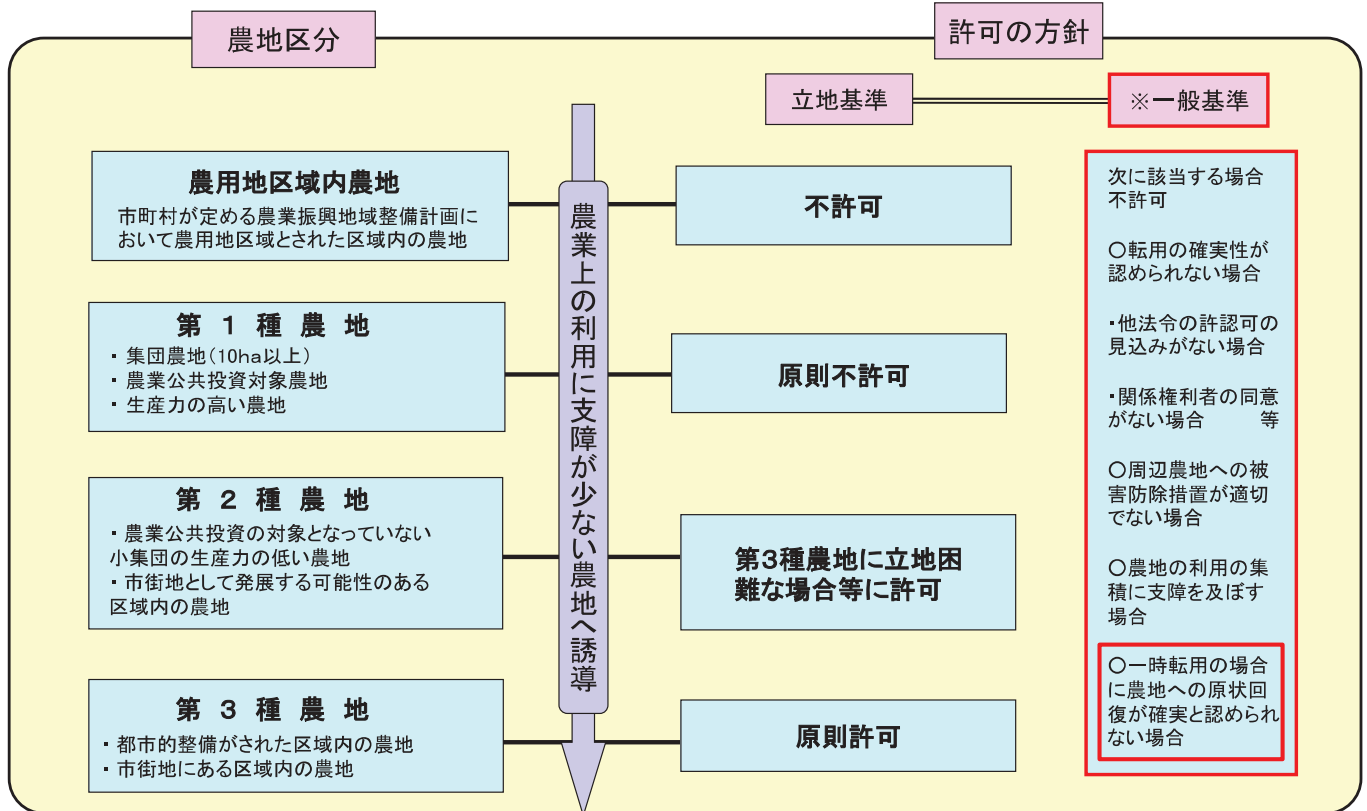 農地区分
許可の方針
立地基準
※一般基準
農用地区域内農地
市町村が定める農業振興地域整備計画に
おいて農用地区域とされた区域内の農地
不許可
第 1 種 農 地
・ 集団農地(10ha以上)
・ 農業公共投資対象農地
・ 生産力の高い農地
原則不許可
第 2 種 農 地
・ 農業公共投資の対象となっていない
小集団の生産力の低い農地
・ 市街地として発展する可能性のある
区域内の農地
第3種農地に立地困
難な場合等に許可
第 3 種 農 地
・ 都市的整備がされた区域内の農地
・ 市街地にある区域内の農地
原則許可
農業上の利用に支障が少ない農地へ誘導
次に該当する場合
不許可
○転用の確実性が
認められない場合
・他法令の許認可の
見込みがない場合
・関係権利者の同意
がない場合 等
○周辺農地への被
害防除措置が適切
でない場合
○農地の利用の集
積に支障を及ぼす
場合
○一時転用の場合
に農地への原状回
復が確実と認められ
ない場合